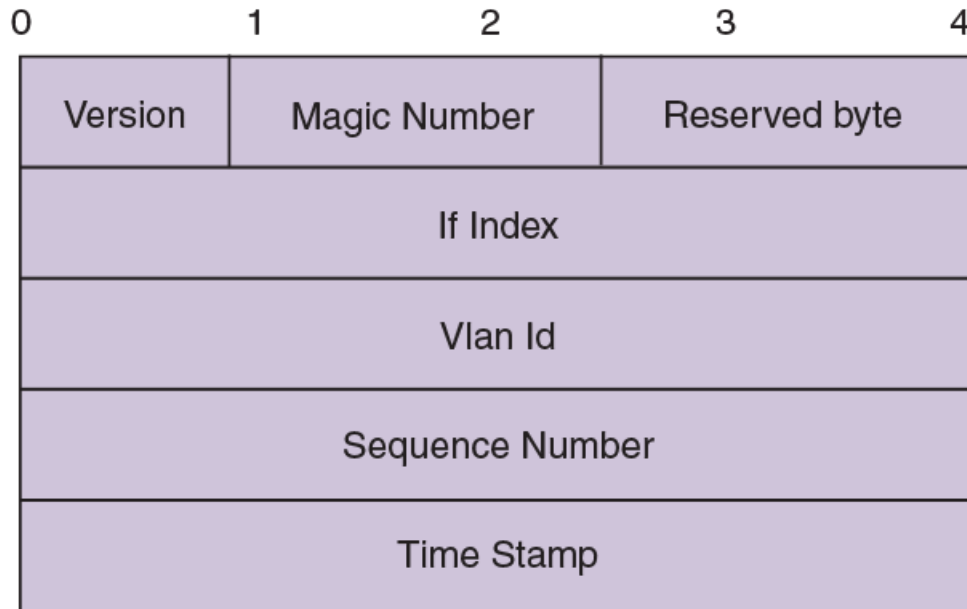 0 1 2 3 4
Version Magic Number Reserved byte
If Index
Vlan Id
Sequence Number
Time Stamp